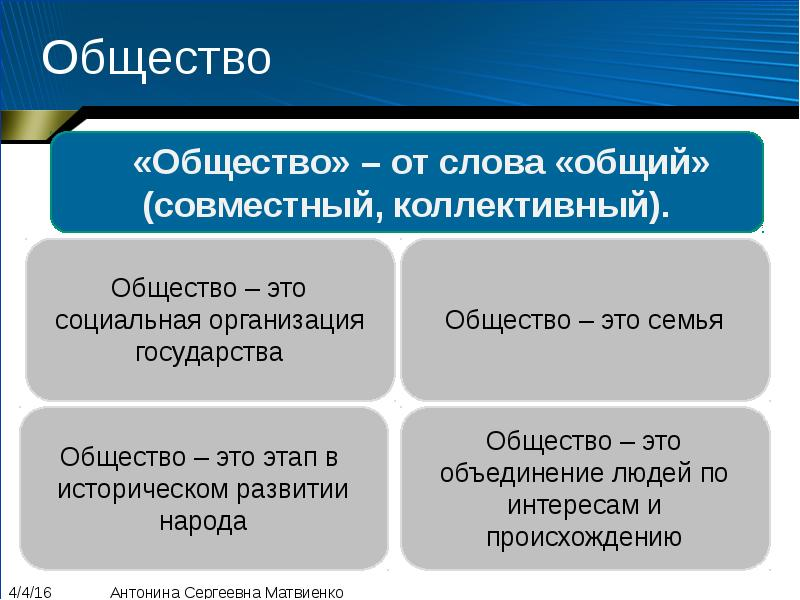 Общество
«Общество» – от слова «общий»
(совместный, коллективный).
Общество – это
социальная организация
государства
Общество – это семья
Общество – это этап в
историческом развитии
народа
Общество – это
объединение людей по
интересам и
происхождению
4/4/16
Антонина Сергеевна Матвиенко